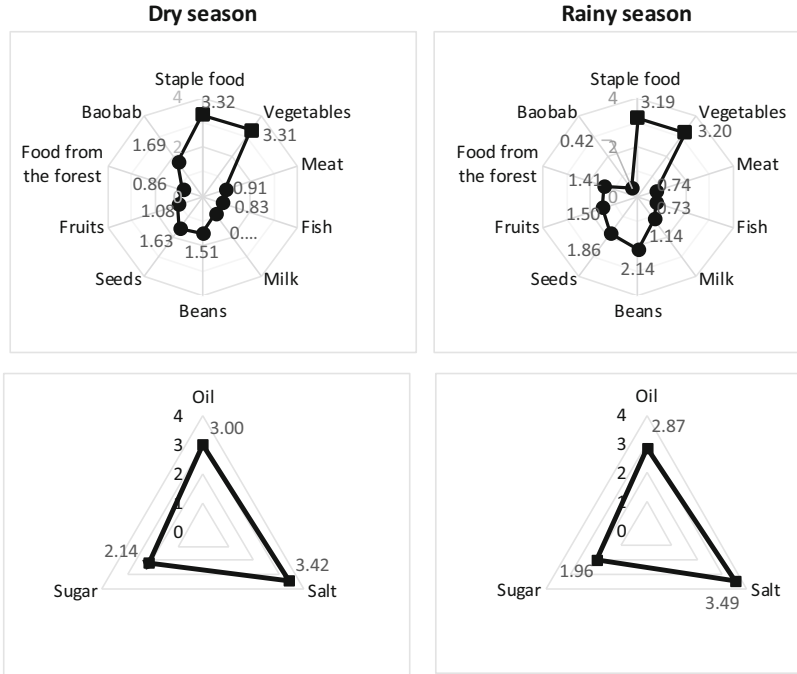 Dry season
Rainy season
Staple food
4
3.32
Baobab
Vegetables
1.69
2
3.31
Food from
the forest
Meat
0.86
0
0.91
1.08
0.83
Fruits
Fish
1.63
0....
1.51
Seeds
Milk
Beans
Staple food
4
3.19
Baobab
Vegetables
0.42
2
3.20
Food from
the forest
Meat
1.41
0
0.74
1.50
0.73
Fruits
Fish
1.86
1.14
2.14
Seeds
Milk
Beans
Oil
4
3.00
3
2
1
0
2.14
3.42
Sugar
Salt
Oil
4
2.87
3
2
1
0
1.96
Sugar
Salt
3.49